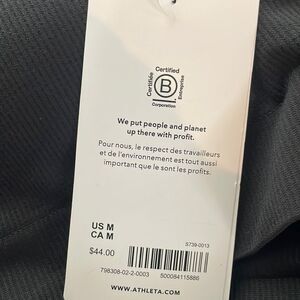 Certified
Certifiée
Entreprise
B
Corporation
We put people and planet
up there with profit.
Pour nous, le respect des travailleurs
et de l'environnement est tout aussi
important que le sont les profits.
US M
CA M
$44.00
S739-0013
798308-02-2-0003
500084115886
WWW.ATHLETA.COM